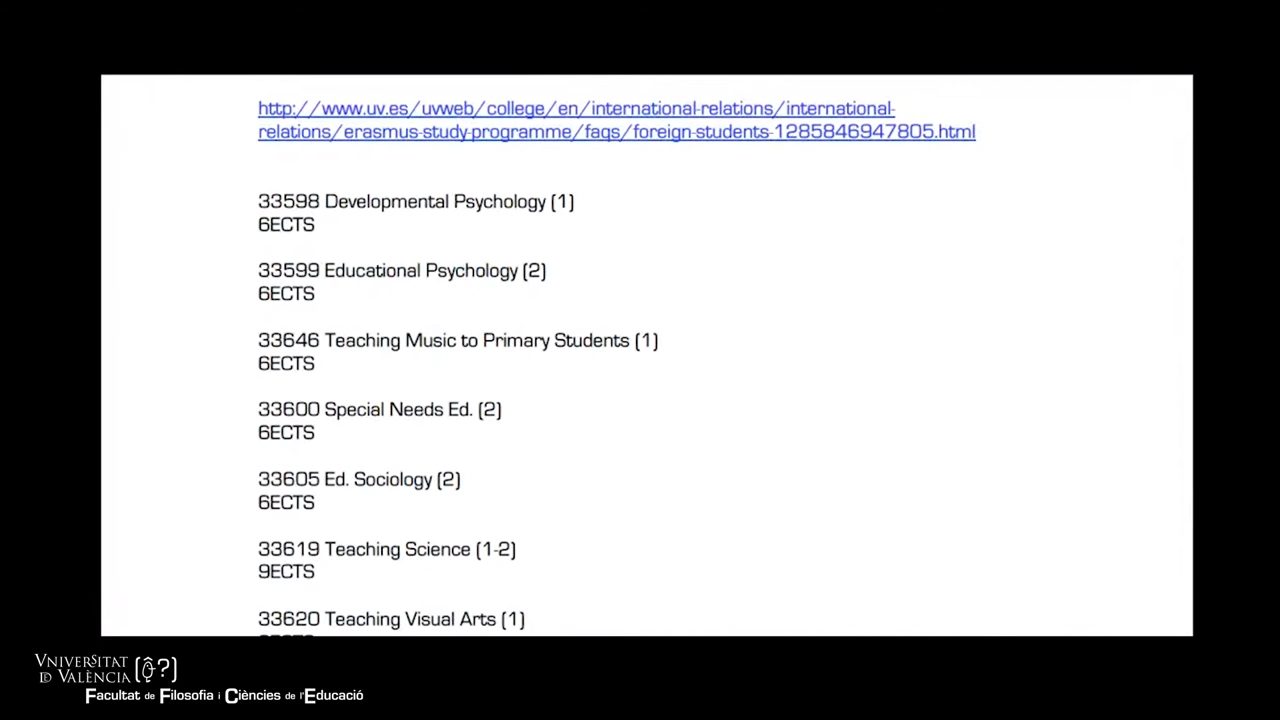 http://www.uv.es/uvweb/college/en/international-relations/international-
relations/erasmus-study-programme/faqs/foreign-students-1285846947805.html
33598 Developmental Psychology (1)
6ECTS
33599 Educational Psychology (2)
6ECTS
33646 Teaching Music to Primary Students (1)
6ECTS
33600 Special Needs Ed. (2)
6ECTS
33605 Ed. Sociology (2)
6ECTS
33619 Teaching Science (1-2)
9ECTS
33620 Teaching Visual Arts (1)
VNIVERSITAT
D VALÈNCIA
Facultat de Filosofia i Ciències de l'Educació